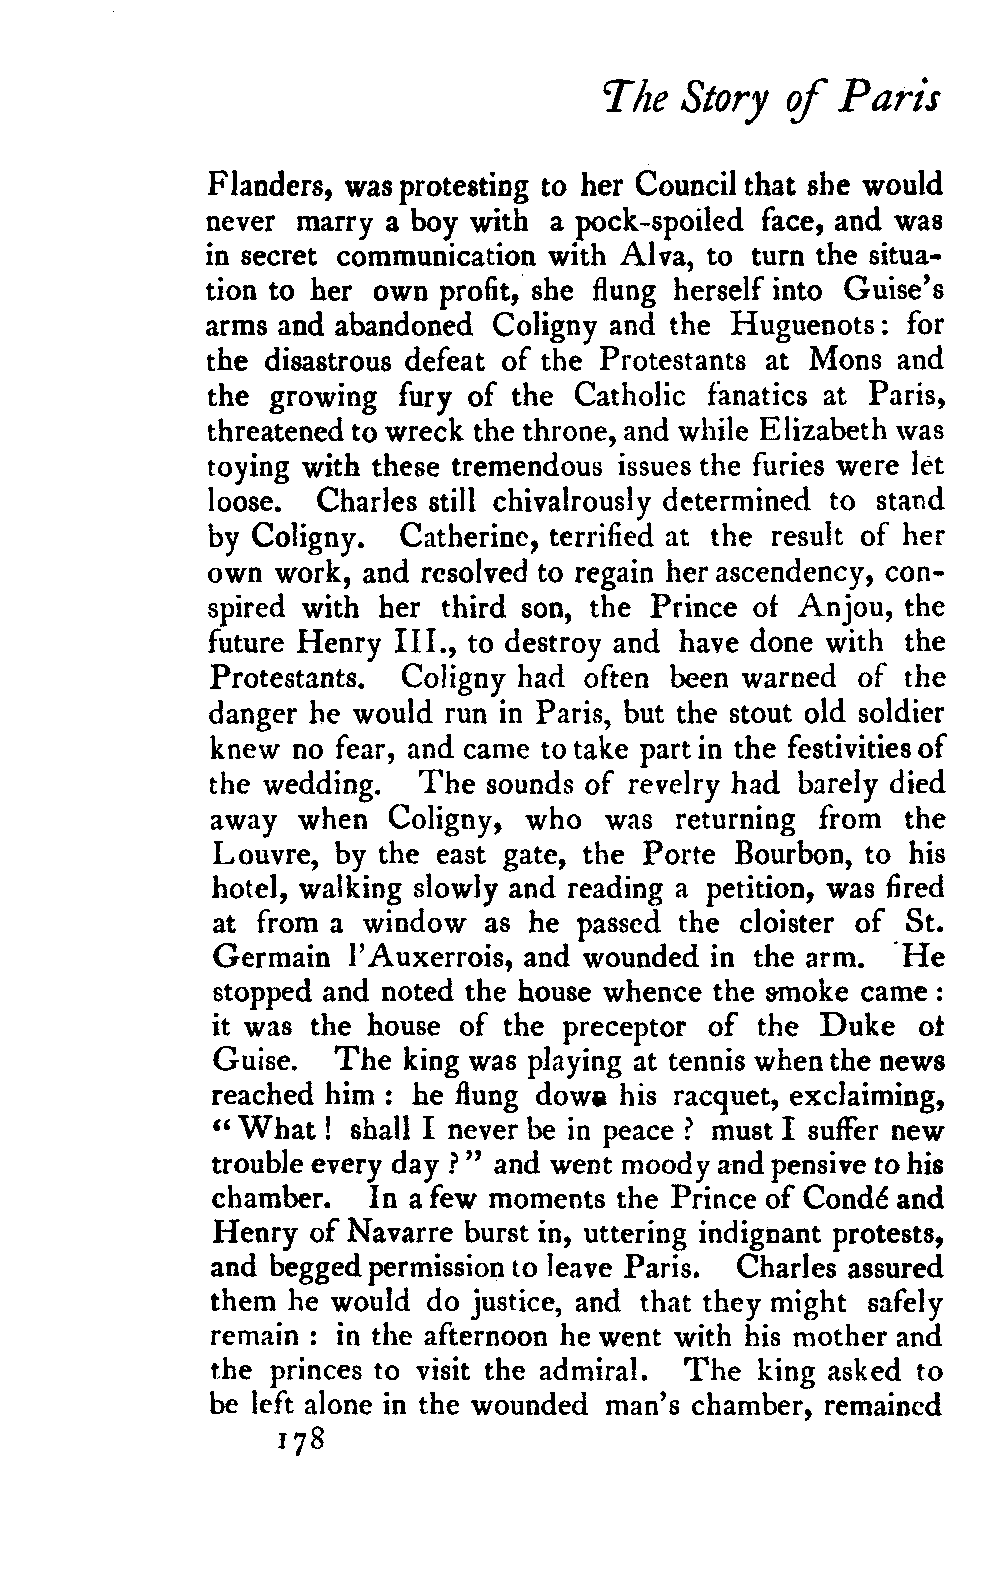 The Story of Paris
Flanders, was protesting to her Council that she would
never marry a boy with a pock-spoiled face, and was
in secret communication with Alva, to turn the situa-
tion to her own profit, she flung herself into Guise's
arms and abandoned Coligny and the Huguenots: for
the disastrous defeat of the Protestants at Mons and
the growing fury of the Catholic fanatics at Paris,
threatened to wreck the throne, and while Elizabeth was
toying with these tremendous issues the furies were let
loose. Charles still chivalrously determined to stand
by Coligny. Catherine, terrified at the result of her
own work, and resolved to regain her ascendency, con-
spired with her third son, the Prince of Anjou, the
future Henry III., to destroy and have done with the
Protestants. Coligny had often been warned of the
danger he would run in Paris, but the stout old soldier
knew no fear, and came to take part in the festivities of
the wedding. The sounds of revelry had barely died
away when Coligny, who was returning from the
Louvre, by the east gate, the Porte Bourbon, to his
hotel, walking slowly and reading a petition, was fired
at from a window as he passed the cloister of St.
Germain l'Auxerrois, and wounded in the arm. He
stopped and noted the house whence the smoke came :
it was the house of the preceptor of the Duke of
Guise. The king was playing at tennis when the news
reached him : he flung down his racquet, exclaiming,
“ What ! shall I never be in peace ? must I suffer new
trouble every day ? ” and went moody and pensive to his
chamber. In a few moments the Prince of Condé and
Henry of Navarre burst in, uttering indignant protests,
and begged permission to leave Paris. Charles assured
them he would do justice, and that they might safely
remain : in the afternoon he went with his mother and
the princes to visit the admiral. The king asked to
be left alone in the wounded man's chamber, remained
178